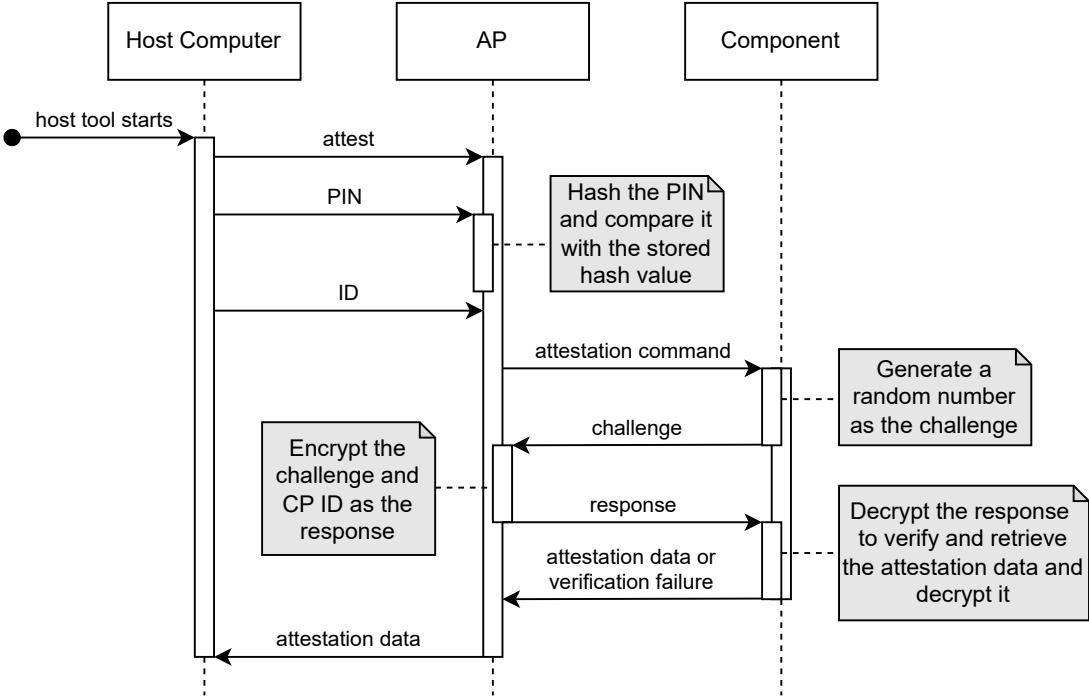 Host Computer
AP
Component
host tool starts
attest
PIN
Hash the PIN
and compare it
with the stored
hash value
ID
attestation command
Generate a
random number
as the challenge
challenge
Encrypt the
challenge and
CP ID as the
response
response
Decrypt the response
to verify and retrieve
the attestation data and
decrypt it
attestation data or
verification failure
attestation data